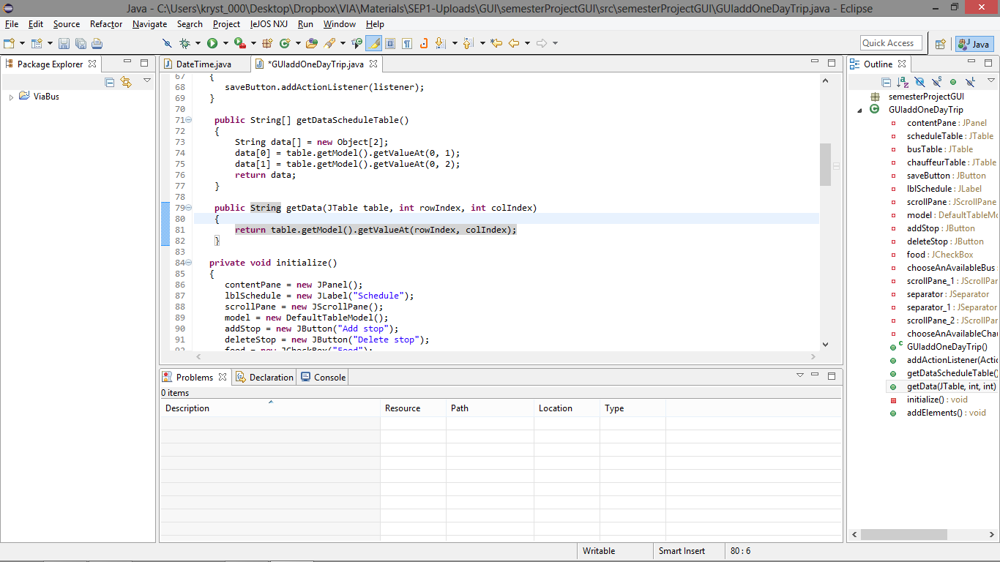 Java - C:\Users\kryst_000\Desktop\Dropbox\VIA\Materials\SEP1-Uploads\GUI\semesterProjectGUI\src\semesterProjectGUI\GUIaddOneDayTrip.java - Eclipse
File Edit Source Refactor Navigate Search Project leJOS NXJ Run Window Help
Quick Access
Java
Package Explorer
ViaBus
DateTime.java
*GUIaddOneDayTrip.java
67 {
68 saveButton.addActionListener(listener);
69 }
70
71 public String[] getDataScheduleTable()
72 {
73 String data[] = new Object[2];
74 data[0] = table.getModel().getValueAt(0, 1);
75 data[1] = table.getModel().getValueAt(0, 2);
76 return data;
77 }
78
79 public String getData(JTable table, int rowIndex, int colIndex)
80 {
81 return table.getModel().getValueAt(rowIndex, colIndex);
82 }
83
84 private void initialize()
85 {
86 contentPane = new JPanel();
87 lblSchedule = new JLabel("Schedule");
88 scrollPane = new JScrollPane();
89 model = new DefaultTableModel();
90 addStop = new JButton("Add stop");
91 deleteStop = new JButton("Delete stop");
92 food = new JCheckBox("Food");
Outline
semesterProjectGUI
GUIaddOneDayTrip
contentPane : JPanel
scheduleTable : JTable
busTable : JTable
chauffeurTable : JTable
saveButton : JButton
lblSchedule : JLabel
scrollPane : JScrollPane
model : DefaultTableMo
addStop : JButton
deleteStop : JButton
food : JCheckBox
chooseAnAvailableBus :
scrollPane_1 : JScrollPar
separator : JSeparator
separator_1 : JSeparator
scrollPane_2 : JScrollPar
chooseAnAvailableChau
GUIaddOneDayTrip()
addActionListener(Actio
getDataScheduleTable()
getData(JTable, int, int)
initialize() : void
addElements() : void
Problems
Declaration
Console
0 items
Description Resource Path Location Type
Writable Smart Insert 80 : 6